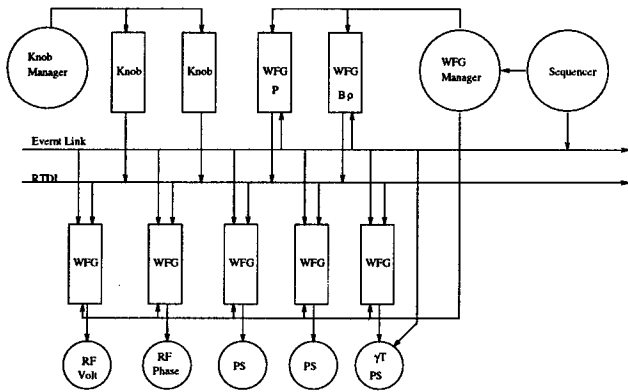 Knob
Manager
Knob
Knob
WFG
P
WFG
Bρ
WFG
Manager
Sequencer
Evernt Link
RTDL
WFG
WFG
WFG
WFG
WFG
RF
Volt
RF
Phase
PS
PS
γT
PS